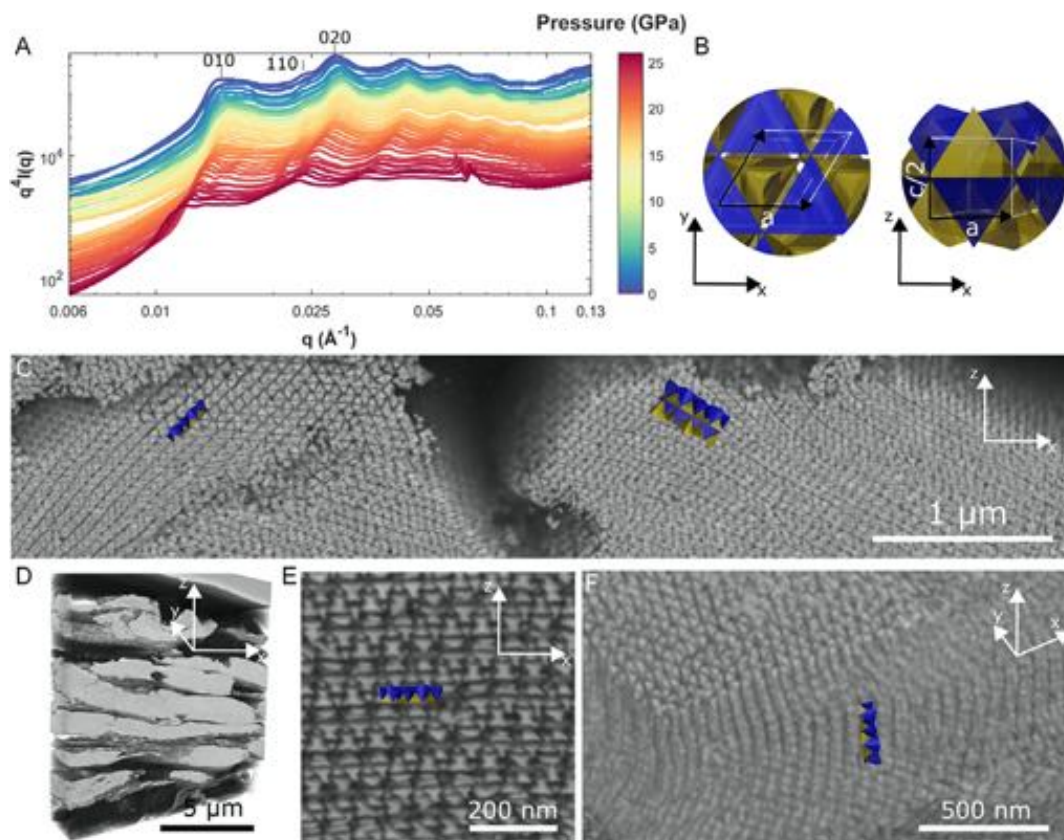 A
Pressure (GPa)
B
010
110
020
q⁴I(q)
10⁴
10²
0.006
0.01
0.025
0.05
0.1
0.13
q (Å⁻¹)
25
20
15
10
5
0
a
y
x
c/2
a
z
x
C
z
x
1 μm
D
z
y
x
5 μm
E
z
x
200 nm
F
z
y
x
500 nm